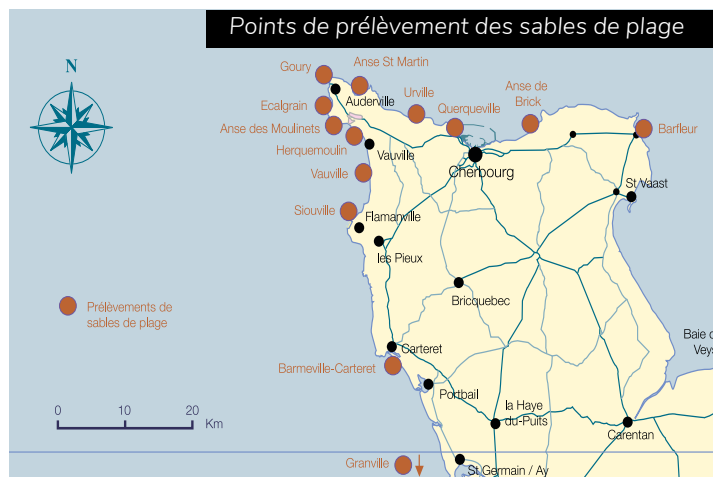 Points de prélèvement des sables de plage
N
Goury
Anse St Martin
Auderville
Ecalgrain
Urville
Anse de
Brick
Querqueville
Anse des Moulinets
Barfleur
Herquemoulin
Vauville
Cherbourg
Vauville
St Vaast
Siouville
Flamanville
les Pieux
Bricquebec
Prélèvements de
sables de plage
Baie d
Veys
Carteret
Barmeville-Carteret
Portbail
la Haye
du-Puits
0 10 20
Km
Carentan
Granville
St Germain / Ay